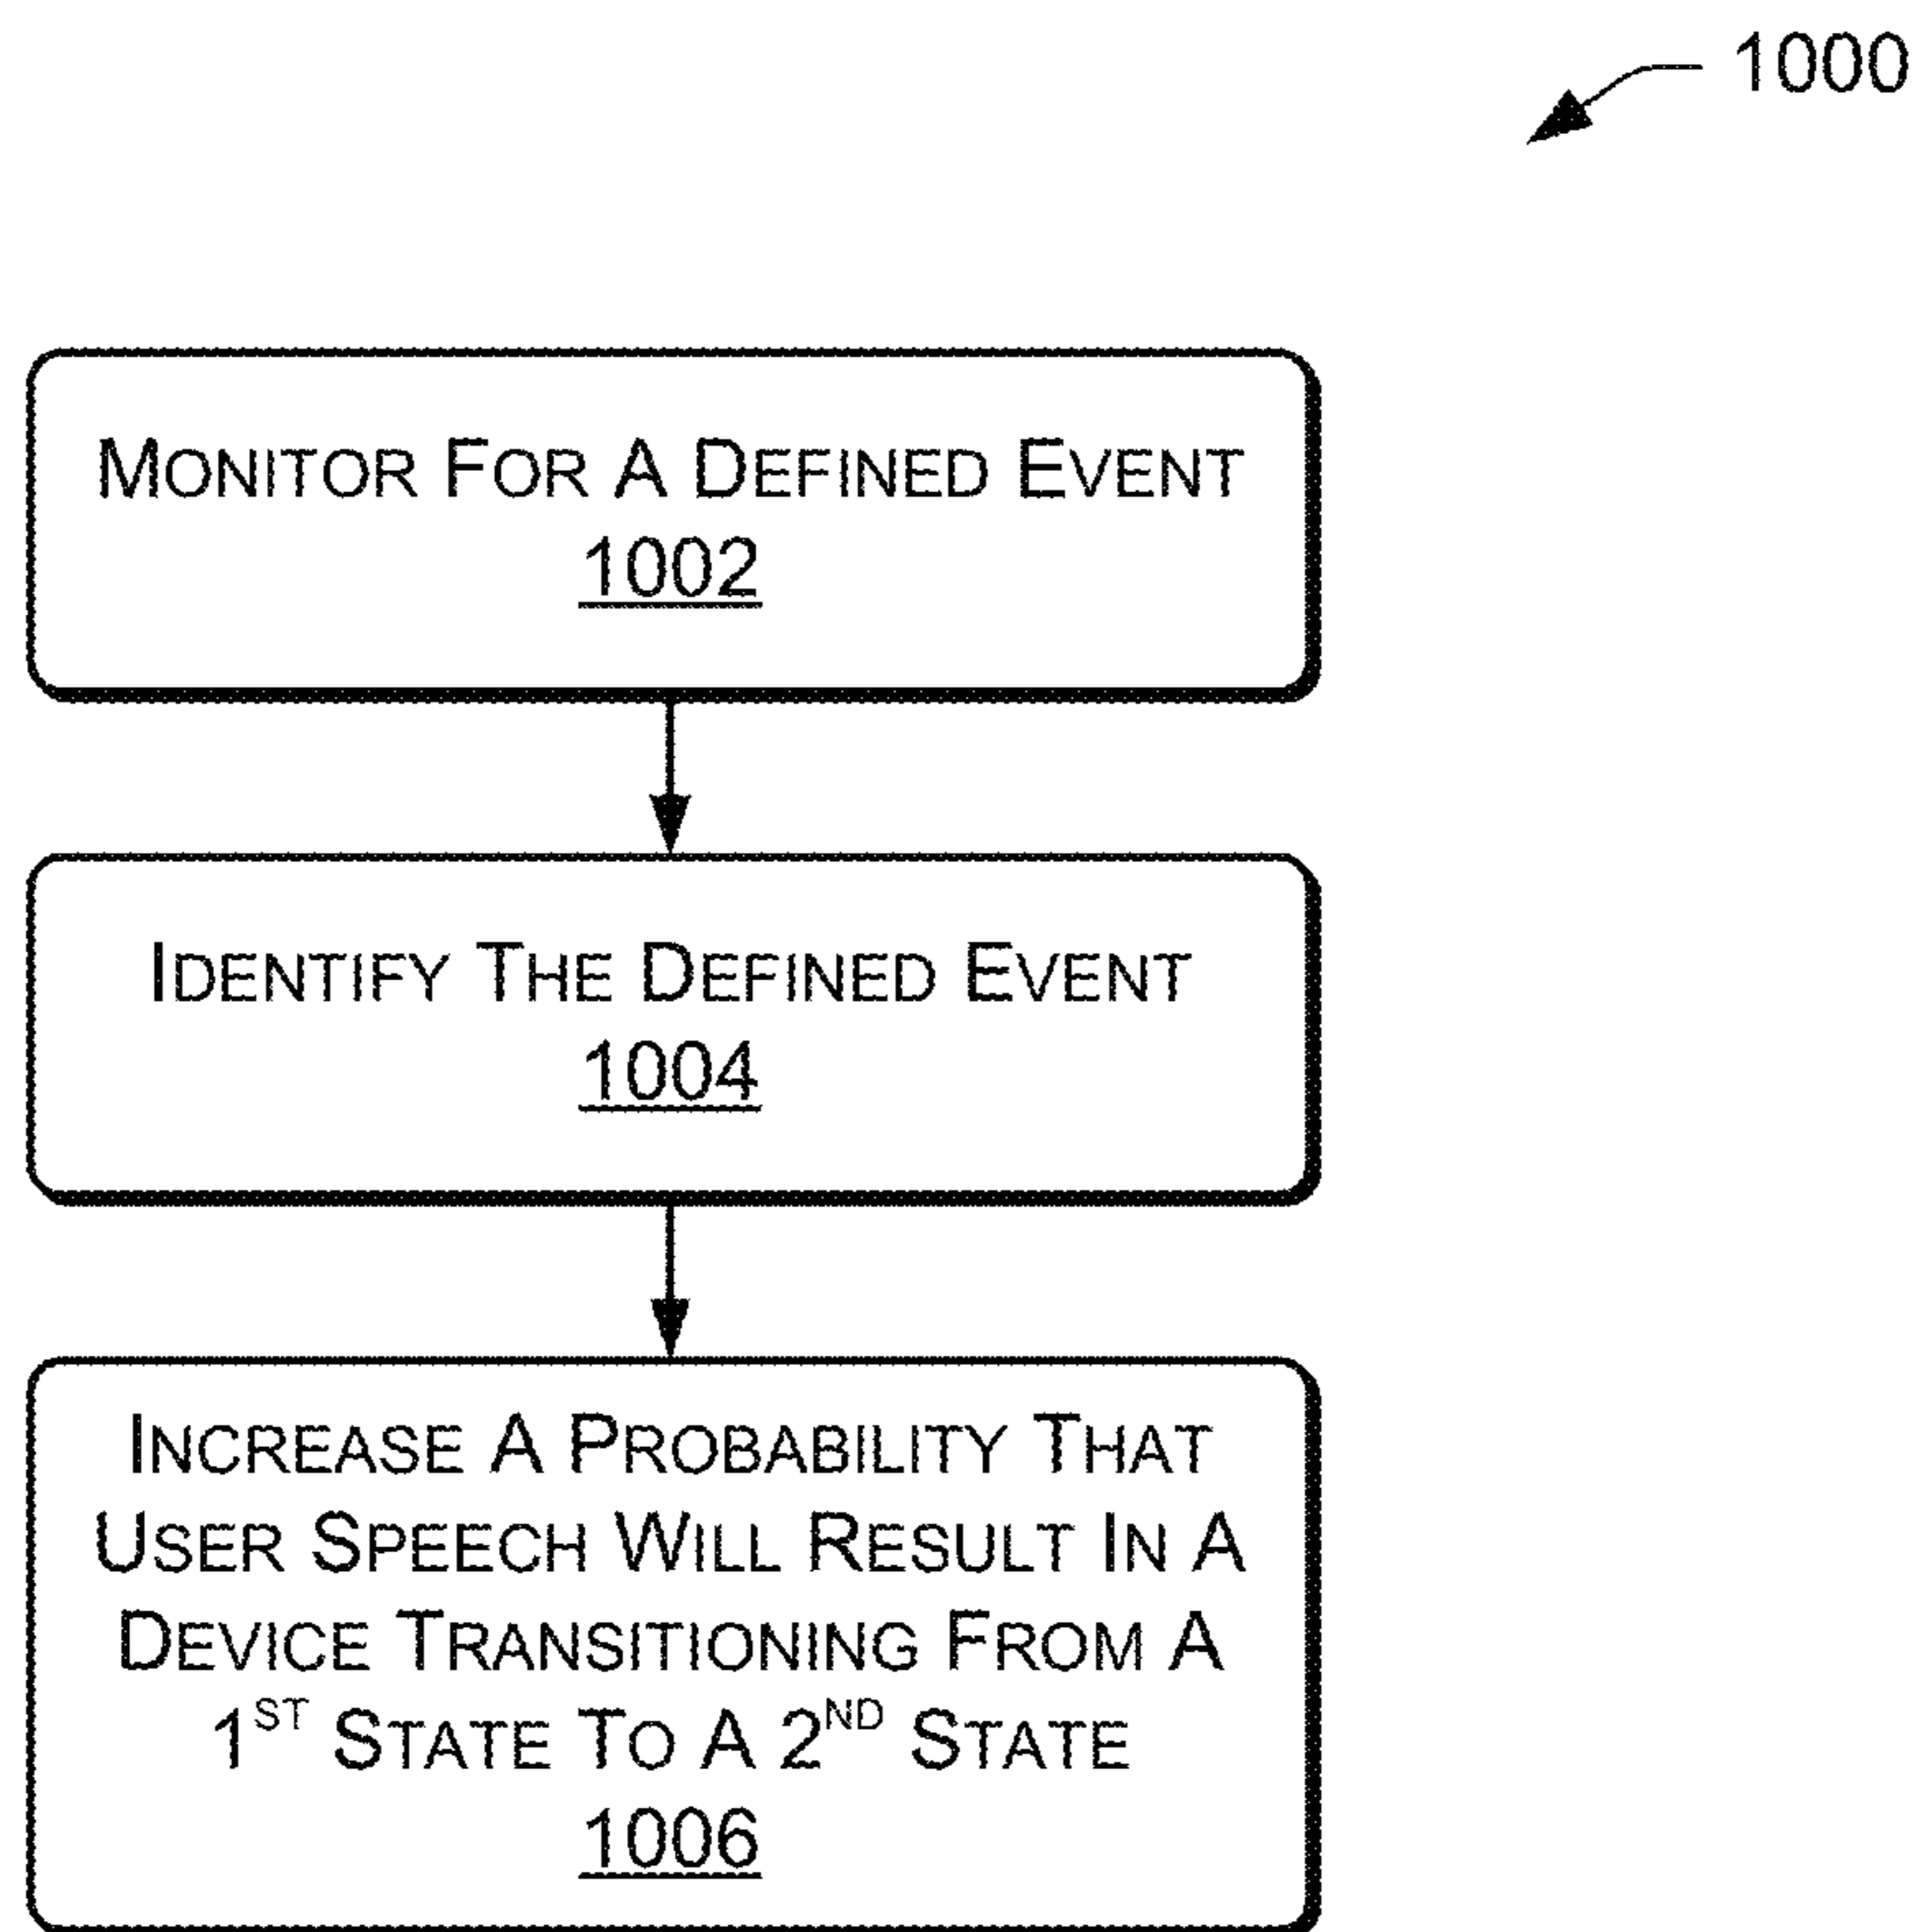 1000
MONITOR FOR A DEFINED EVENT
1002
IDENTIFY THE DEFINED EVENT
1004
INCREASE A PROBABILITY THAT
USER SPEECH WILL RESULT IN A
DEVICE TRANSITIONING FROM A
1ST STATE TO A 2ND STATE
1006